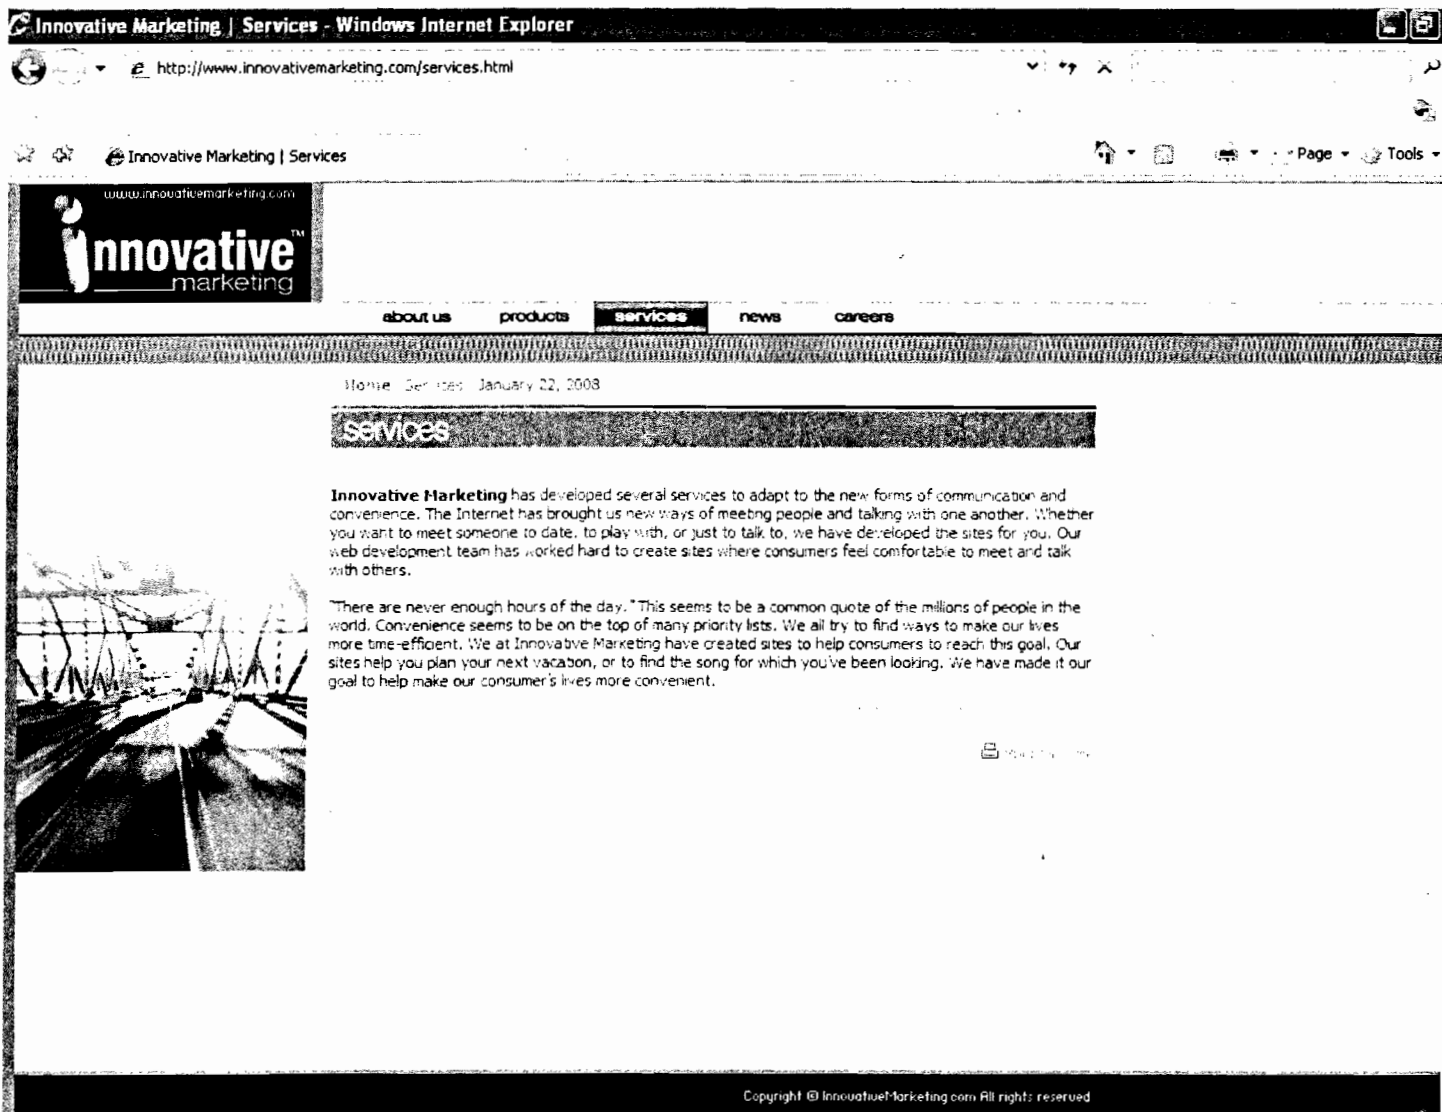 Innovative Marketing | Services - Windows Internet Explorer
http://www.innovativemarketing.com/services.html
Innovative Marketing | Services
Page
Tools
www.innovativemarketing.com
innovative™
marketing
about us products services news careers
Home Services January 22, 2008
services
Innovative Marketing has developed several services to adapt to the new forms of communication and
convenience. The Internet has brought us new ways of meeting people and talking with one another. Whether
you want to meet someone to date, to play with, or just to talk to, we have developed the sites for you. Our
web development team has worked hard to create sites where consumers feel comfortable to meet and talk
with others.
"There are never enough hours of the day." This seems to be a common quote of the millions of people in the
world. Convenience seems to be on the top of many priority lists. We all try to find ways to make our lives
more time-efficient. We at Innovative Marketing have created sites to help consumers to reach this goal. Our
sites help you plan your next vacation, or to find the song for which you've been looking. We have made it our
goal to help make our consumer's lives more convenient.
Copyright © InnovativeMarketing.com All rights reserved